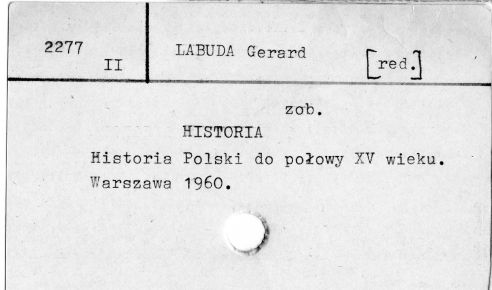 2277
II
LABUDA Gerard
[red.]
zob.
HISTORIA
Historia Polski do połowy XV wieku.
Warszawa 1960.